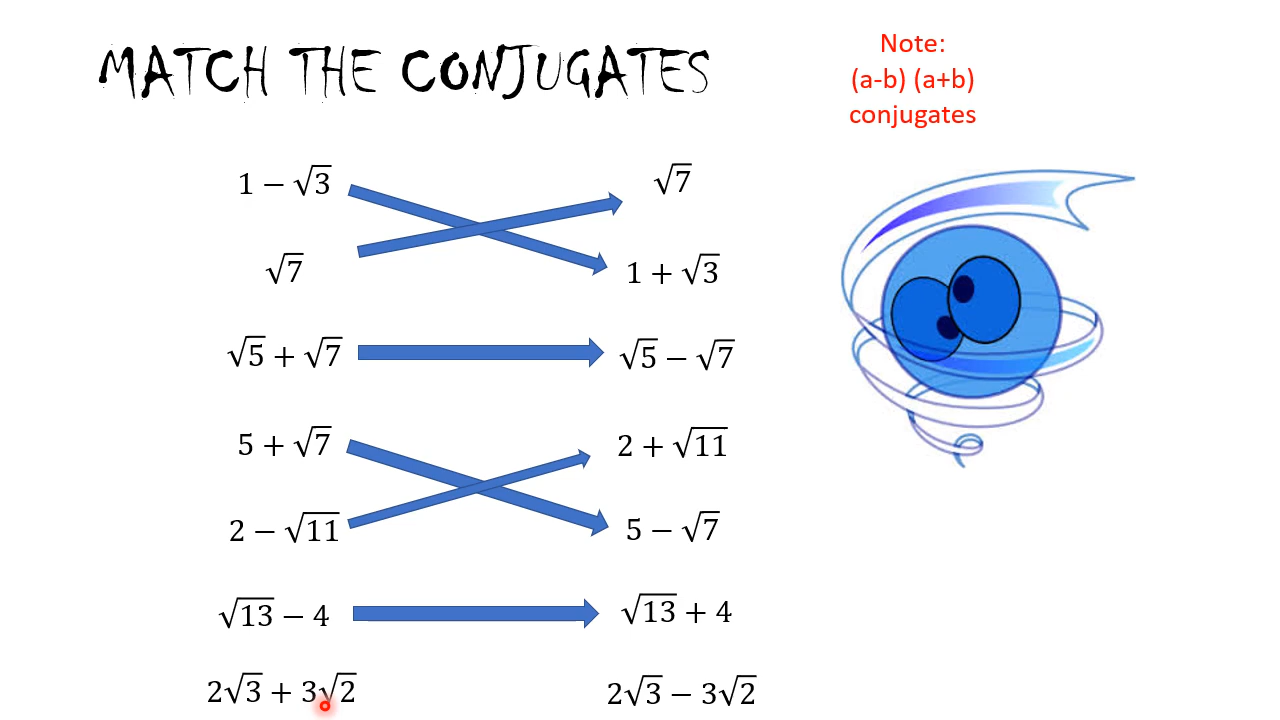 MATCH THE CONJUGATES
Note:
(a-b) (a+b)
conjugates
1 − √3
√7
√7
1 + √3
√5 + √7
√5 − √7
5 + √7
2 + √11
2 − √11
5 − √7
√13 − 4
√13 + 4
2√3 + 3√2
2√3 − 3√2